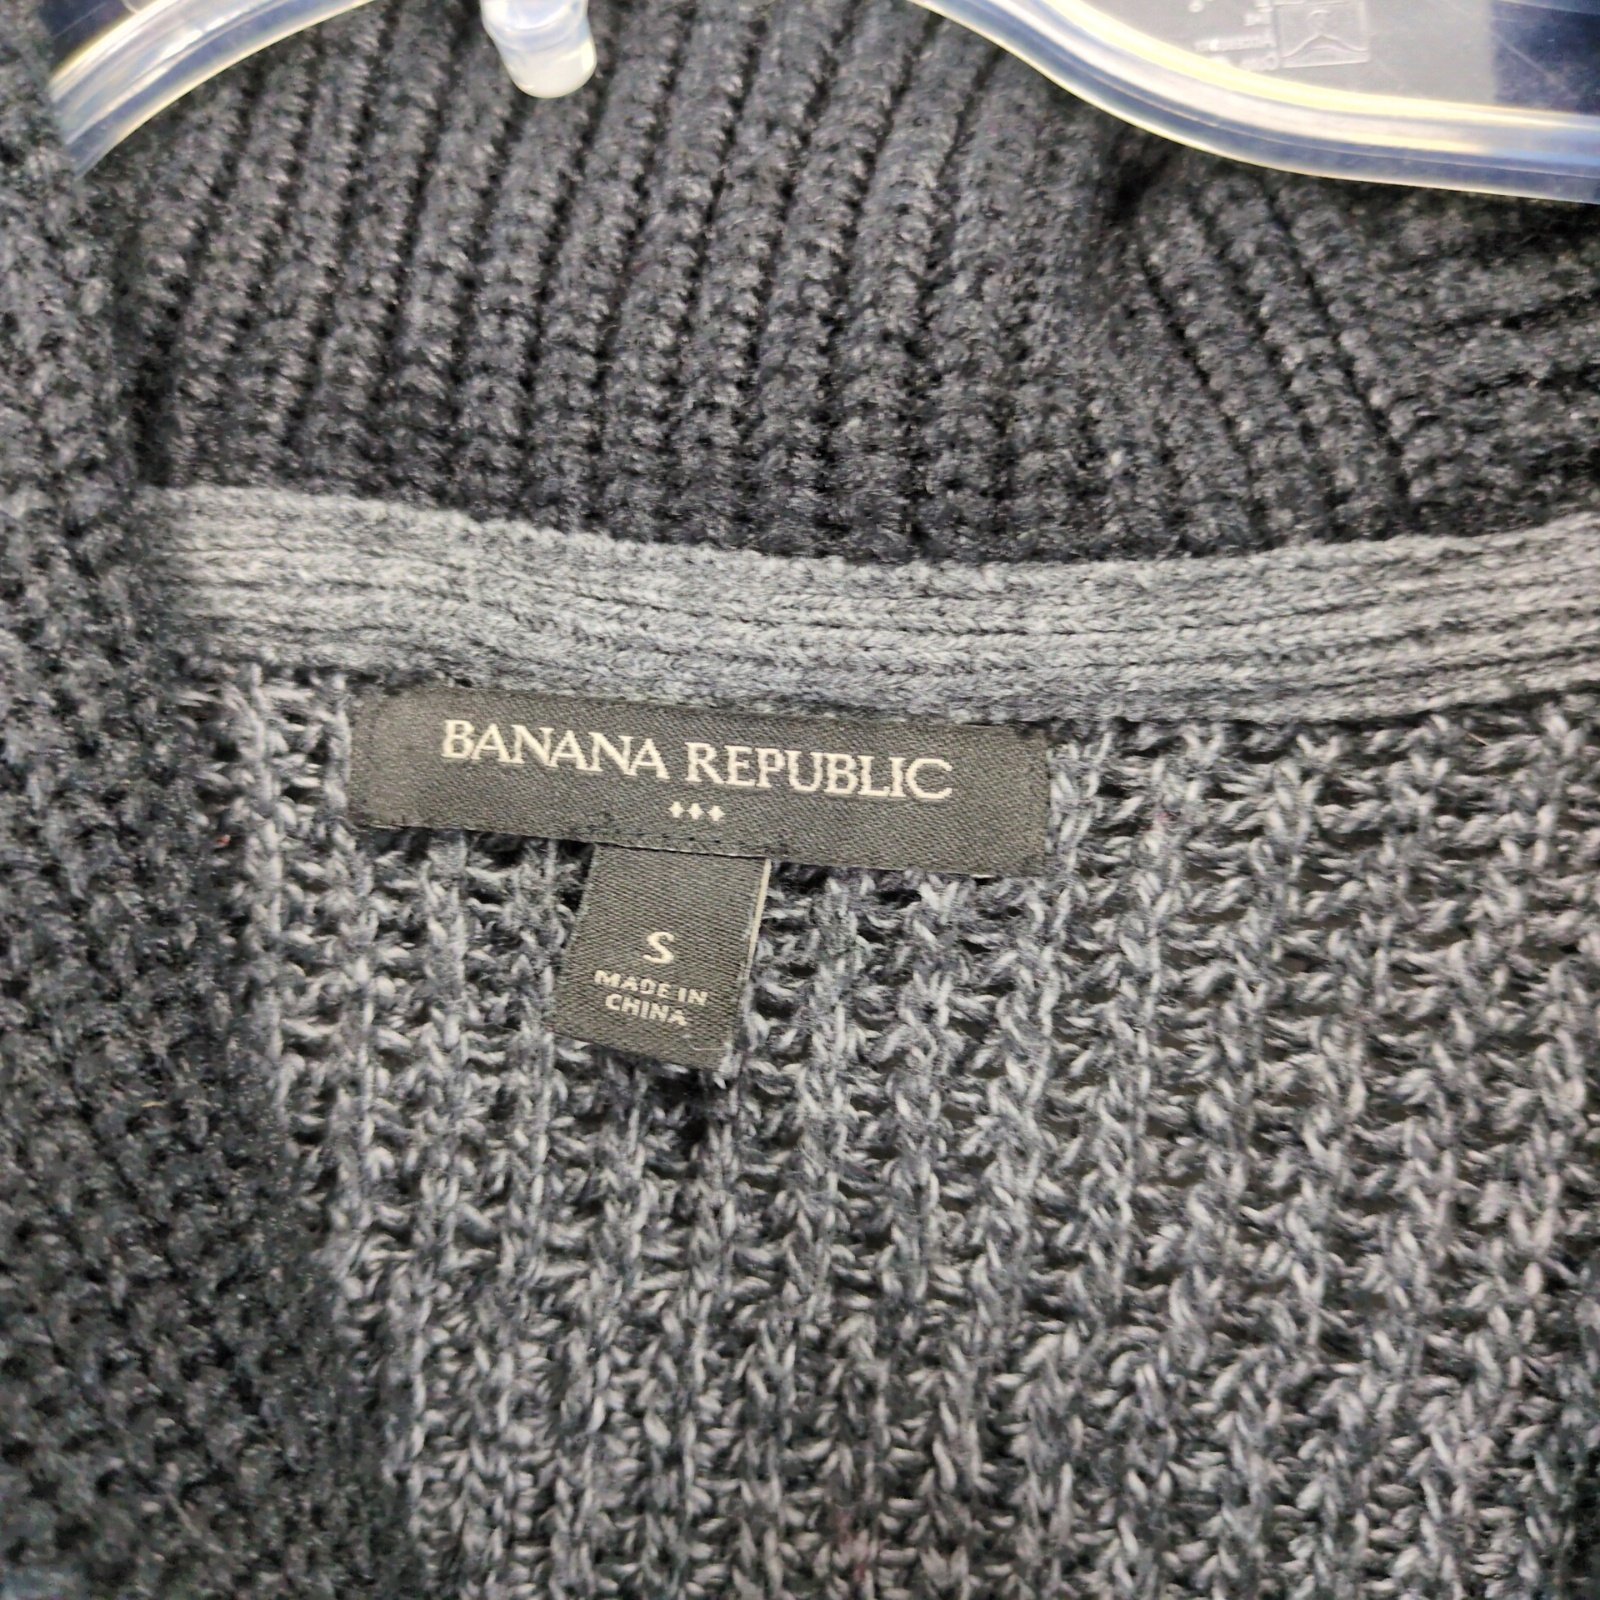 BANANA REPUBLIC
♦♦♦
S
MADE IN
CHINA